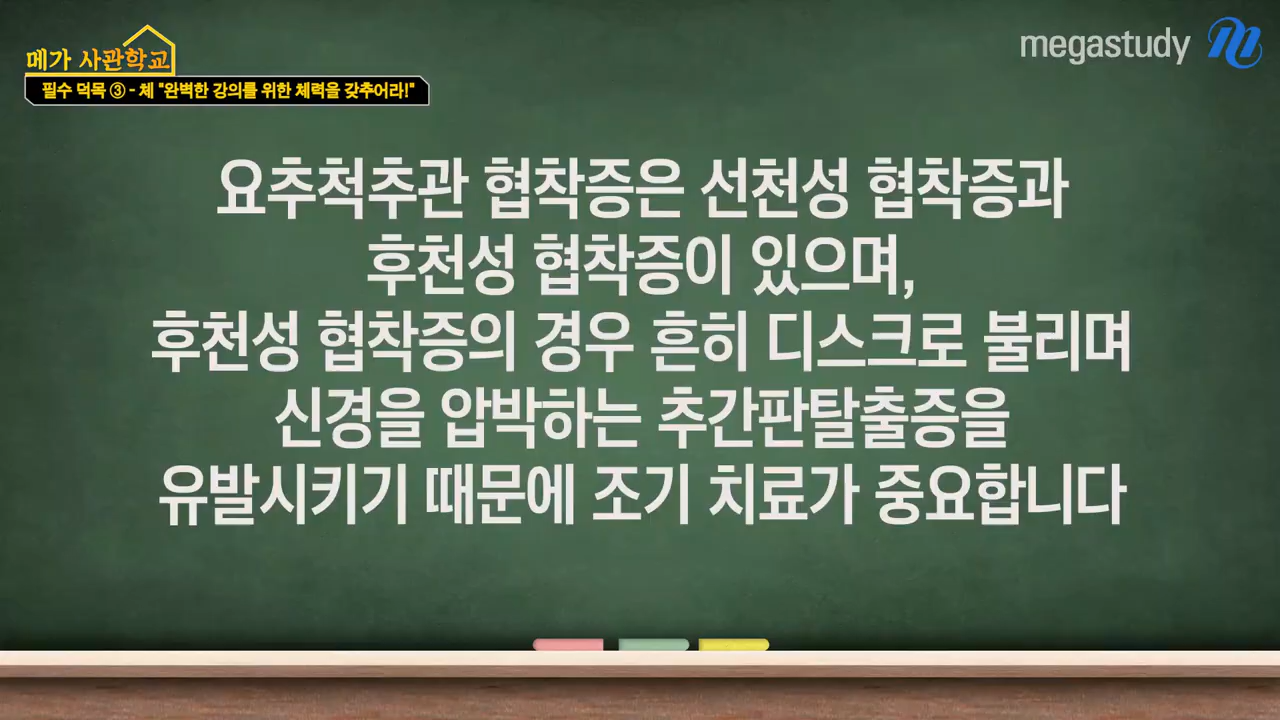 메가 사관학교
필수 덕목 ③ - 체 "완벽한 강의를 위한 체력을 갖추어라!"
megastudy
요추척추관 협착증은 선천성 협착증과
후천성 협착증이 있으며,
후천성 협착증의 경우 흔히 디스크로 불리며
신경을 압박하는 추간판탈출증을
유발시키기 때문에 조기 치료가 중요합니다